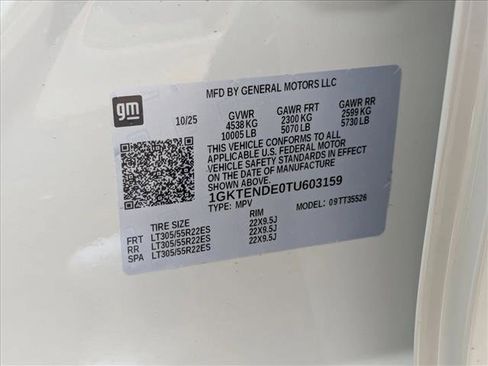 MFD BY GENERAL MOTORS LLC
gm
10/25 GVWR GAWR FRT GAWR RR
4538 KG 2300 KG 2599 KG
10005 LB 5070 LB 5730 LB
THIS VEHICLE CONFORMS TO ALL
APPLICABLE U.S. FEDERAL MOTOR
VEHICLE SAFETY STANDARDS IN EFFECT
ON THE DATE OF MANUFACTURE
SHOWN ABOVE.
1GKTENDE0TU603159
TYPE: MPV MODEL: 09TT35526
TIRE SIZE RIM
FRT LT305/55R22ES 22X9.5J
RR LT305/55R22ES 22X9.5J
SPA LT305/55R22ES 22X9.5J